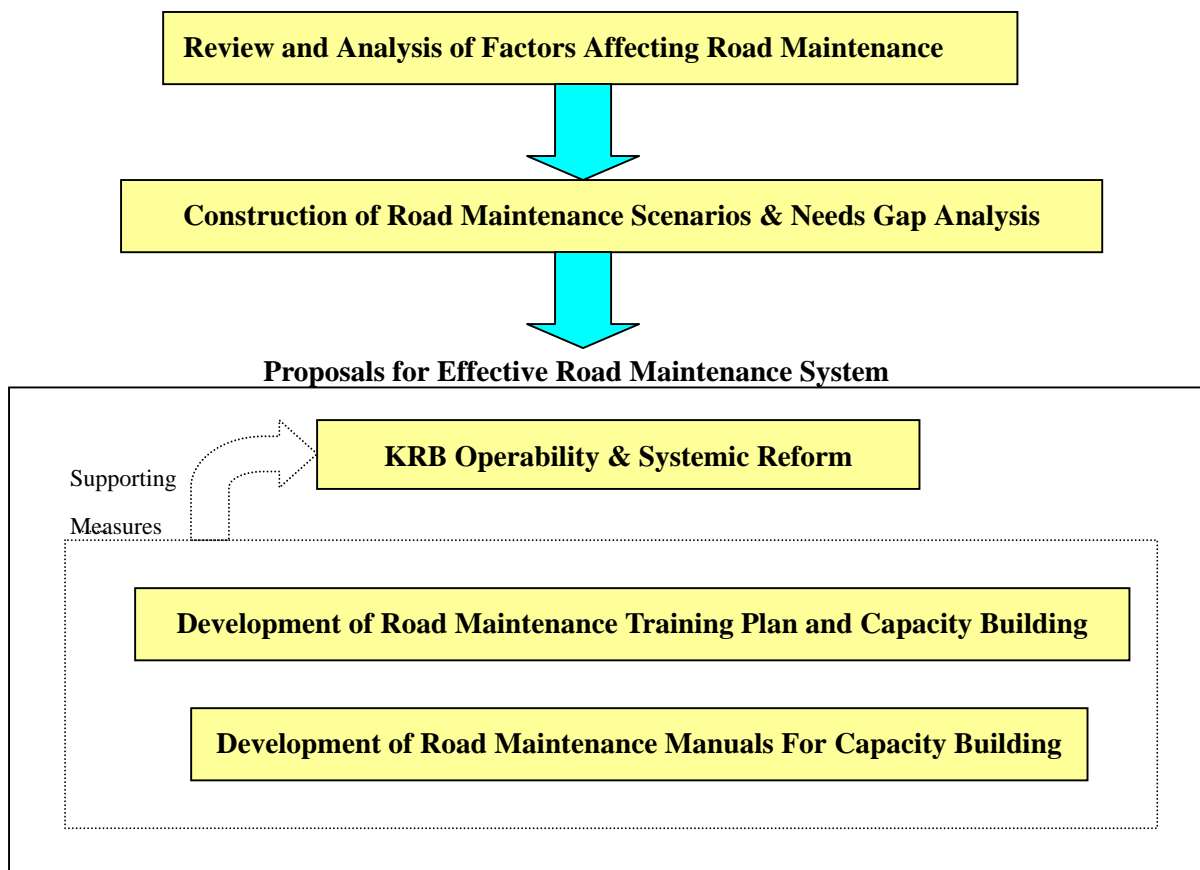 Review and Analysis of Factors Affecting Road Maintenance
Construction of Road Maintenance Scenarios & Needs Gap Analysis
Proposals for Effective Road Maintenance System
KRB Operability & Systemic Reform
Supporting
Measures
Development of Road Maintenance Training Plan and Capacity Building
Development of Road Maintenance Manuals For Capacity Building